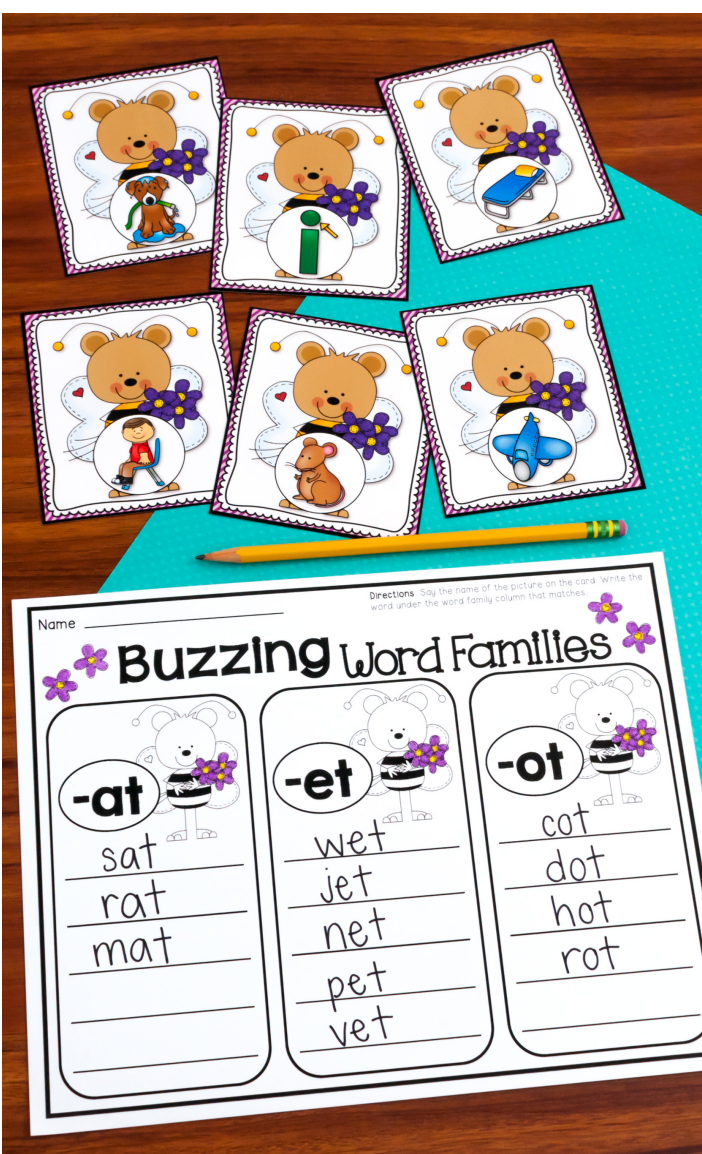 Name
Directions Say the name of the picture on the card. Write the
word under the word family column that matches.
Buzzing Word Families
-at
sat
rat
mat
-et
wet
jet
net
pet
vet
-ot
cot
dot
hot
rot